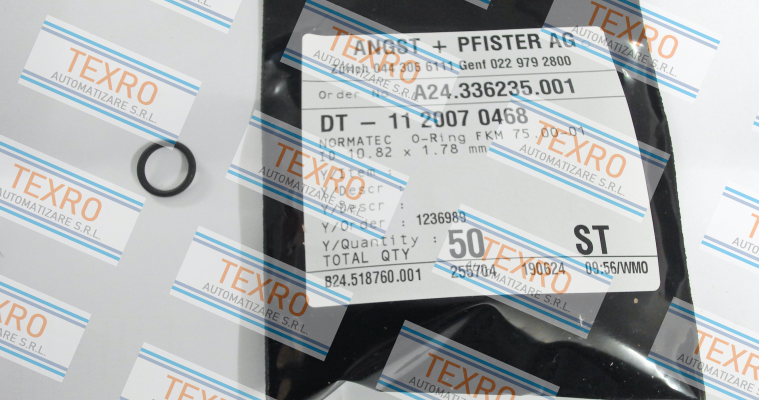 ANGST + PFISTER AG
Zürich 044 306 6111 Genf 022 979 2800
Order No. A24.336235.001
DT - 11 2007 0468
NORMATEC O-Ring FKM 75.00-01
ID 10.82 x 1.78 mm
Y/Item :
Y/Descr :
Y/Descr :
Y/Order : 1236989
Y/Quantity : 50 ST
TOTAL QTY
B24.518760.001 255704 190624 09:56/WMO
TEXRO
AUTOMATIZARE S.R.L.